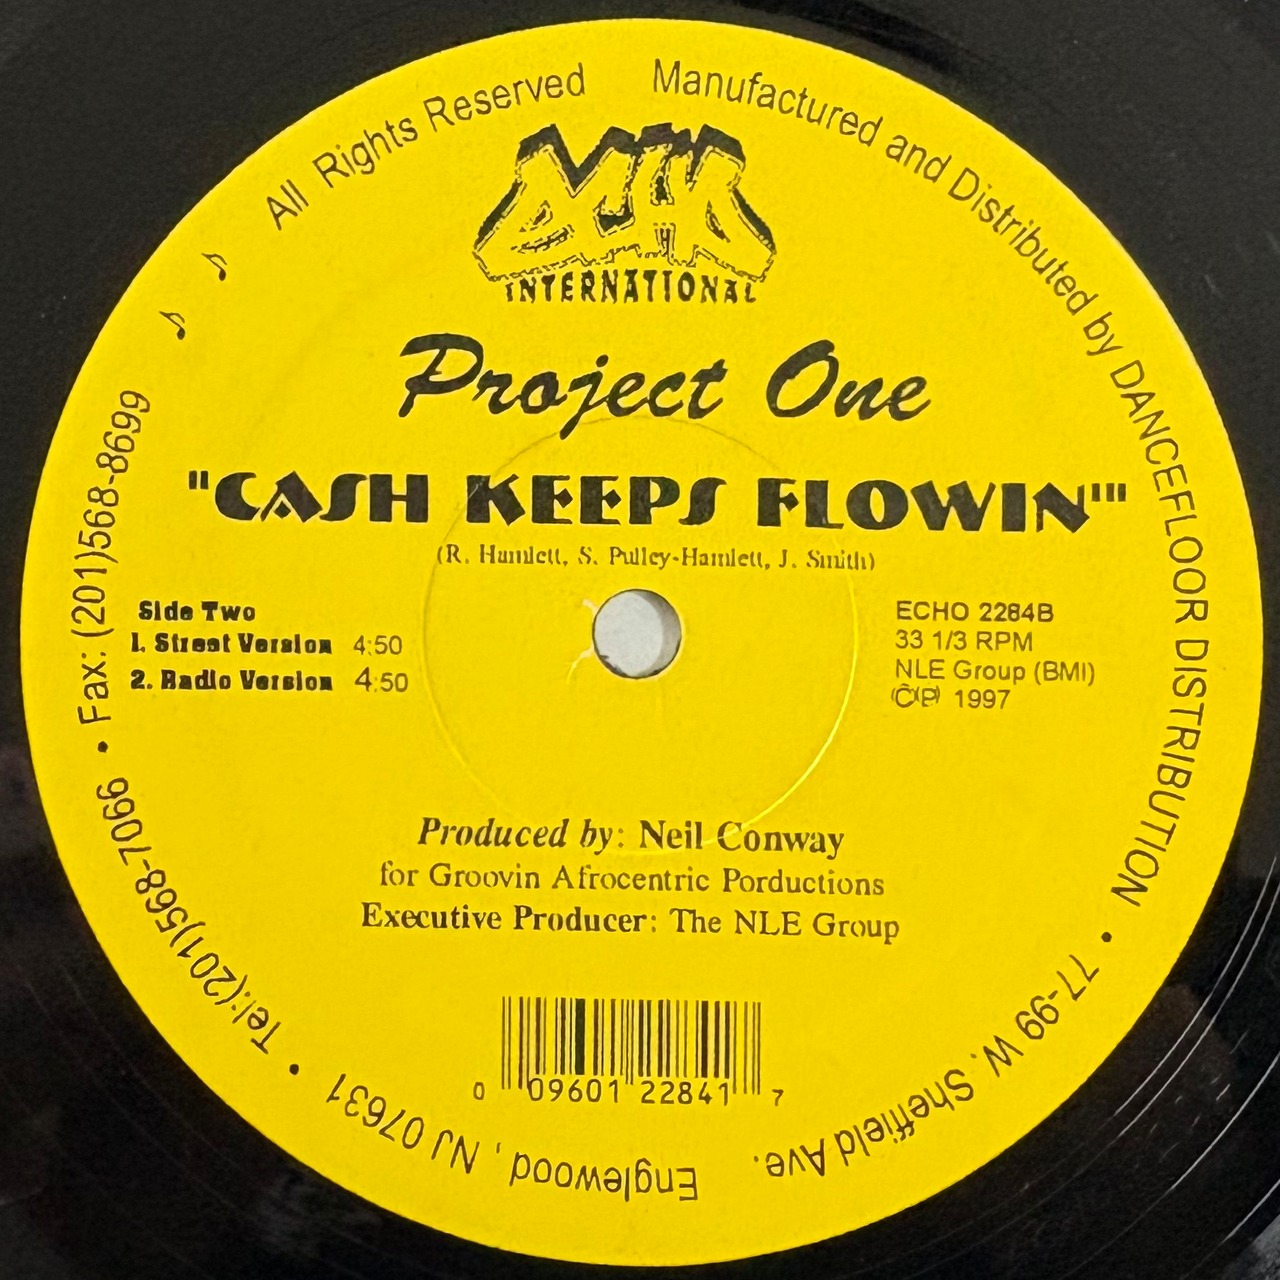 All Rights Reserved
Manufactured and Distributed by DANCEFLOOR DISTRIBUTION • 77-99 W. Sheffield Ave. Englewood , NJ 07631 • Tel:(201)568-7066 • Fax: (201)568-8699
ECHO
INTERNATIONAL
Project One
"CASH KEEPS FLOWIN'"
(R. Hamlett, S. Pulley-Hamlett, J. Smith)
Side Two
1. Street Version 4:50
2. Radio Version 4:50
ECHO 2284B
33 1/3 RPM
NLE Group (BMI)
(C)(P) 1997
Produced by: Neil Conway
for Groovin Afrocentric Porductions
Executive Producer: The NLE Group
0 09601 22841 7